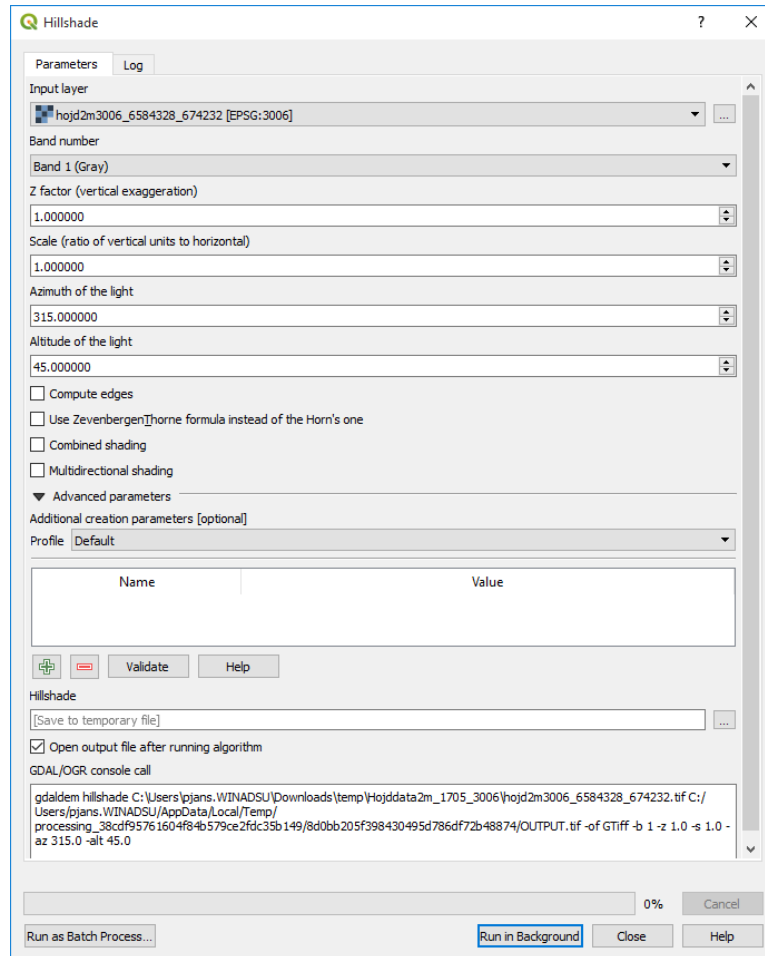 Hillshade
?
Parameters
Log
Input layer
hojd2m3006_6584328_674232 [EPSG:3006]
...
Band number
Band 1 (Gray)
Z factor (vertical exaggeration)
1.000000
Scale (ratio of vertical units to horizontal)
1.000000
Azimuth of the light
315.000000
Altitude of the light
45.000000
Compute edges
Use ZevenbergenThorne formula instead of the Horn's one
Combined shading
Multidirectional shading
Advanced parameters
Additional creation parameters [optional]
Profile Default
Name Value
Validate Help
Hillshade
[Save to temporary file]
...
Open output file after running algorithm
GDAL/OGR console call
gdaldem hillshade C:\Users\pjans.WINADSU\Downloads\temp\Hojddata2m_1705_3006\hojd2m3006_6584328_674232.tif C:/
Users/pjans.WINADSU/AppData/Local/Temp/
processing_38cdf95761604f84b579ce2fdc35b149/8d0bb205f398430495d786df72b48874/OUTPUT.tif -of GTiff -b 1 -z 1.0 -s 1.0 -
az 315.0 -alt 45.0
0% Cancel
Run as Batch Process... Run in Background Close Help